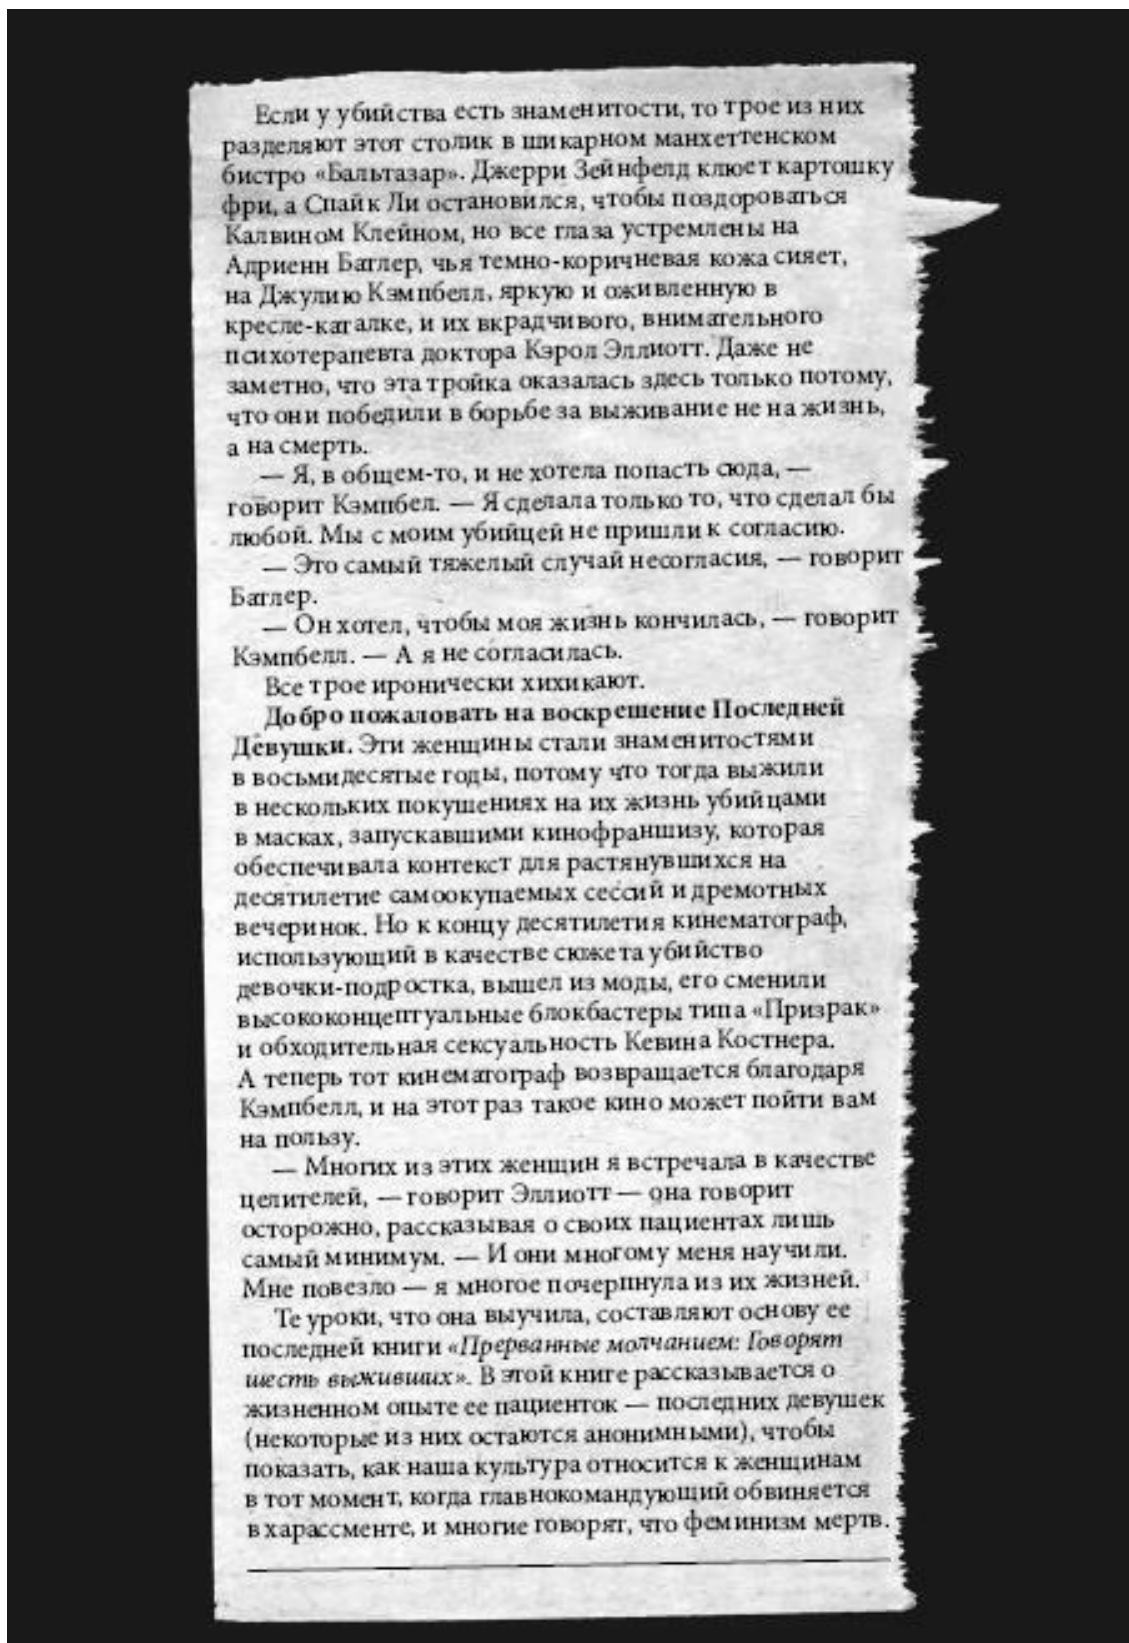 Если у убийства есть знаменитости, то трое из них
разделяют этот столик в шикарном манхеттенском
бистро «Бальтазар». Джерри Зейнфелд клюет картошку
фри, а Спайк Ли остановился, чтобы поздороваться
Калвином Клейном, но все глаза устремлены на
Адриенн Батлер, чья темно-коричневая кожа сияет,
на Джулию Кэмпбелл, яркую и оживленную в
кресле-каталке, и их вкрадчивого, внимательного
психотерапевта доктора Кэрол Эллиотт. Даже не
заметно, что эта тройка оказалась здесь только потому,
что они победили в борьбе за выживание не на жизнь,
а на смерть.
— Я, в общем-то, и не хотела попасть сюда, —
говорит Кэмпбел. — Я сделала только то, что сделал бы
любой. Мы с моим убийцей не пришли к согласию.
— Это самый тяжелый случай несогласия, — говорит
Батлер.
— Он хотел, чтобы моя жизнь кончилась, — говорит
Кэмпбелл. — А я не согласилась.
Все трое иронически хихикают.
Добро пожаловать на воскрешение Последней
Девушки. Эти женщины стали знаменитостями
в восьмидесятые годы, потому что тогда выжили
в нескольких покушениях на их жизнь убийцами
в масках, запускавшими кинофраншизу, которая
обеспечивала контекст для растянувшихся на
десятилетие самоокупаемых сессий и дремотных
вечеринок. Но к концу десятилетия кинематограф,
использующий в качестве сюжета убийство
девочки-подростка, вышел из моды, его сменили
высококонцептуальные блокбастеры типа «Призрак»
и обходительная сексуальность Кевина Костнера.
А теперь тот кинематограф возвращается благодаря
Кэмпбелл, и на этот раз такое кино может пойти вам
на пользу.
— Многих из этих женщин я встречала в качестве
целителей, — говорит Эллиотт — она говорит
осторожно, рассказывая о своих пациентах лишь
самый минимум. — И они многому меня научили.
Мне повезло — я многое почерпнула из их жизней.
Те уроки, что она выучила, составляют основу ее
последней книги «Прерванные молчанием: Говорят
шесть выживших». В этой книге рассказывается о
жизненном опыте ее пациенток — последних девушек
(некоторые из них остаются анонимными), чтобы
показать, как наша культура относится к женщинам
в тот момент, когда главнокомандующий обвиняется
в харассменте, и многие говорят, что феминизм мертв.